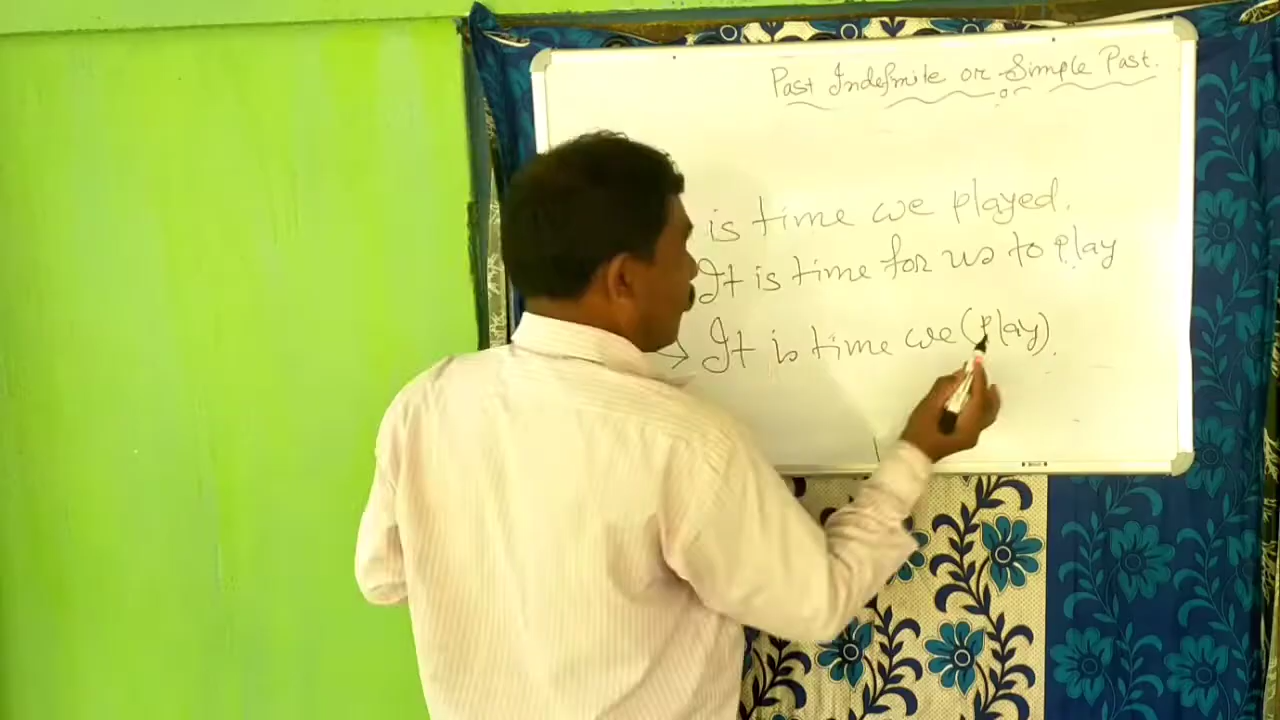 Past Indefinite or Simple Past.
is time we played.
It is time for us to play
→ It is time we (play).